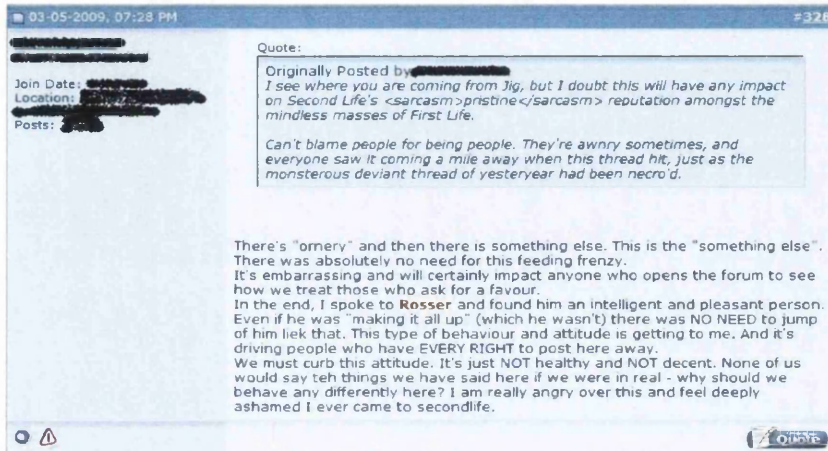 03-05-2009, 07:28 PM
#328
Join Date:
Location:
Posts:
Quote:
Originally Posted by
I see where you are coming from Jig, but I doubt this will have any impact
on Second Life's <sarcasm>pristine</sarcasm> reputation amongst the
mindless masses of First Life.
Can't blame people for being people. They're awnry sometimes, and
everyone saw it coming a mile away when this thread hit, just as the
monsterous deviant thread of yesteryear had been necro'd.
There's "ornery" and then there is something else. This is the "something else".
There was absolutely no need for this feeding frenzy.
It's embarrassing and will certainly impact anyone who opens the forum to see
how we treat those who ask for a favour.
In the end, I spoke to Rosser and found him an intelligent and pleasant person.
Even if he was "making it all up" (which he wasn't) there was NO NEED to jump
of him liek that. This type of behaviour and attitude is getting to me. And it's
driving people who have EVERY RIGHT to post here away.
We must curb this attitude. It's just NOT healthy and NOT decent. None of us
would say teh things we have said here if we were in real - why should we
behave any differently here? I am really angry over this and feel deeply
ashamed I ever came to secondlife.
Quote